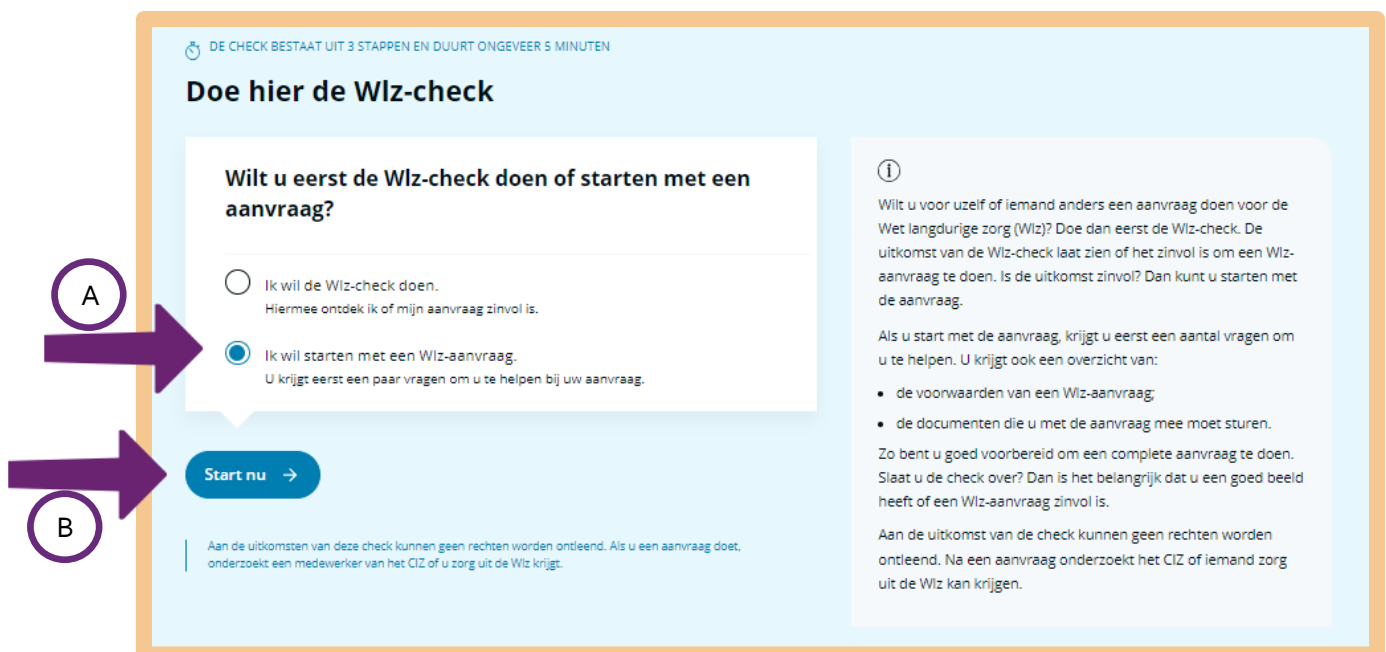 DE CHECK BESTAAT UIT 3 STAPPEN EN DUURT ONGEVEER 5 MINUTEN
Doe hier de Wlz-check
Wilt u eerst de Wlz-check doen of starten met een
aanvraag?
A
Ik wil de Wlz-check doen.
Hiermee ontdek ik of mijn aanvraag zinvol is.
Ik wil starten met een Wlz-aanvraag.
U krijgt eerst een paar vragen om u te helpen bij uw aanvraag.
Start nu →
B
Aan de uitkomsten van deze check kunnen geen rechten worden ontleend. Als u een aanvraag doet,
onderzoekt een medewerker van het CIZ of u zorg uit de Wlz krijgt.
i
Wilt u voor uzelf of iemand anders een aanvraag doen voor de
Wet langdurige zorg (Wlz)? Doe dan eerst de Wlz-check. De
uitkomst van de Wlz-check laat zien of het zinvol is om een Wlz-
aanvraag te doen. Is de uitkomst zinvol? Dan kunt u starten met
de aanvraag.
Als u start met de aanvraag, krijgt u eerst een aantal vragen om
u te helpen. U krijgt ook een overzicht van:
• de voorwaarden van een Wlz-aanvraag;
• de documenten die u met de aanvraag mee moet sturen.
Zo bent u goed voorbereid om een complete aanvraag te doen.
Slaat u de check over? Dan is het belangrijk dat u een goed beeld
heeft of een Wlz-aanvraag zinvol is.
Aan de uitkomst van de check kunnen geen rechten worden
ontleend. Na een aanvraag onderzoekt het CIZ of iemand zorg
uit de Wlz kan krijgen.